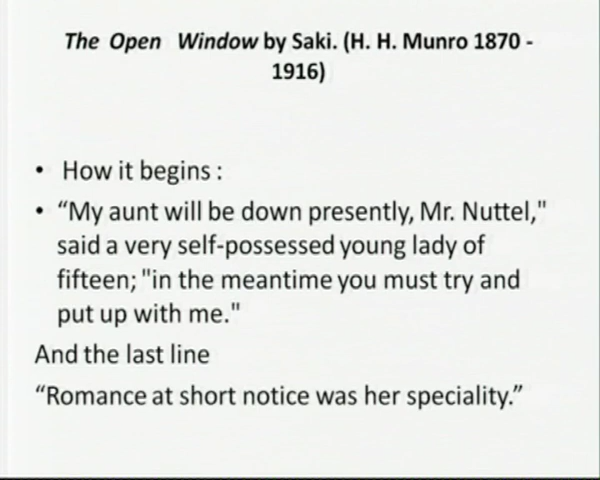 The Open Window by Saki. (H. H. Munro 1870 -
1916)
• How it begins :
• “My aunt will be down presently, Mr. Nuttel,"
said a very self-possessed young lady of
fifteen; "in the meantime you must try and
put up with me."
And the last line
“Romance at short notice was her speciality.”